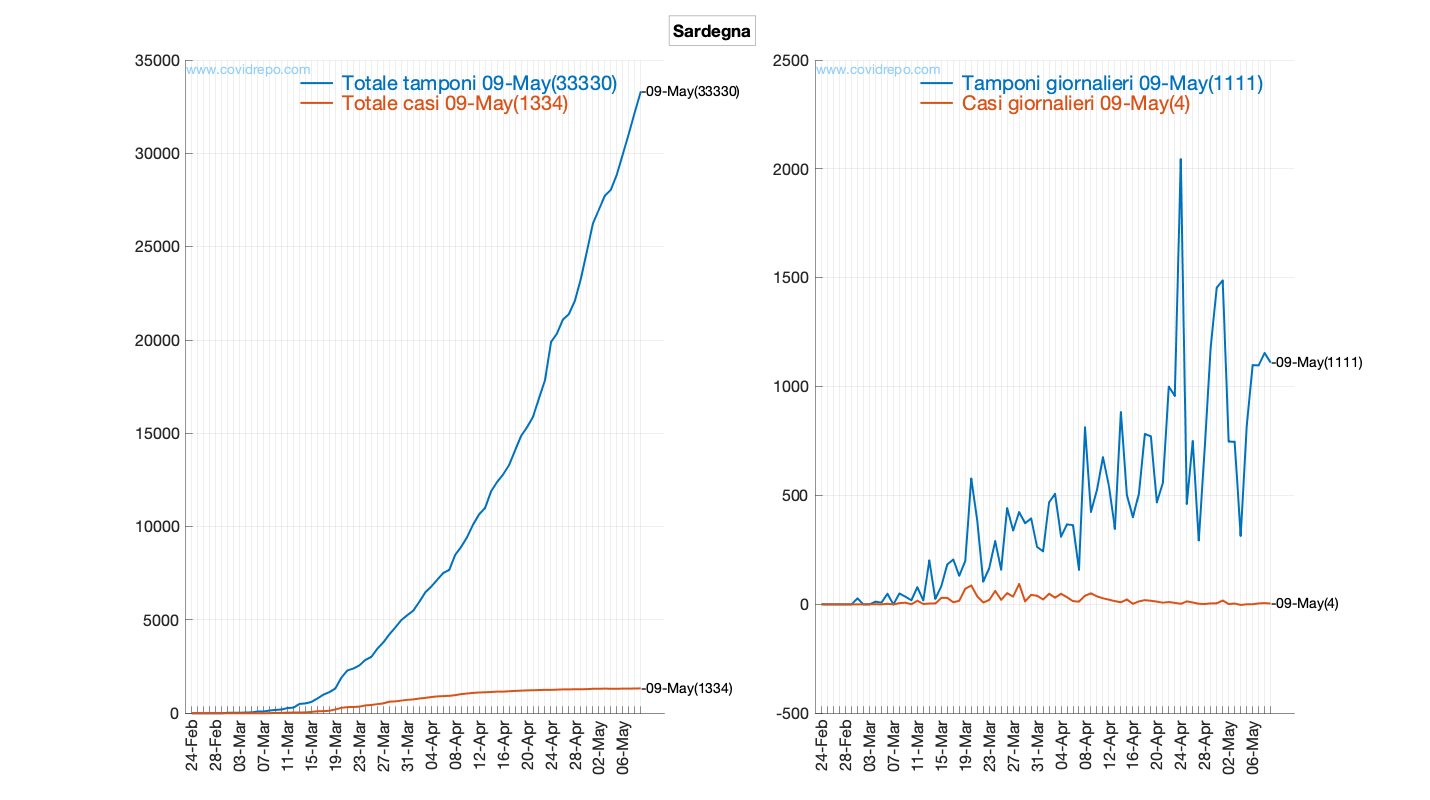 Sardegna
35000
30000
25000
20000
15000
10000
5000
0
www.covidrepo.com
Totale tamponi 09-May(33330)
Totale casi 09-May(1334)
-09-May(33330)
-09-May(1334)
24-Feb
28-Feb
03-Mar
07-Mar
11-Mar
15-Mar
19-Mar
23-Mar
27-Mar
31-Mar
04-Apr
08-Apr
12-Apr
16-Apr
20-Apr
24-Apr
28-Apr
02-May
06-May
2500
2000
1500
1000
500
0
-500
www.covidrepo.com
Tamponi giornalieri 09-May(1111)
Casi giornalieri 09-May(4)
-09-May(1111)
-09-May(4)
24-Feb
28-Feb
03-Mar
07-Mar
11-Mar
15-Mar
19-Mar
23-Mar
27-Mar
31-Mar
04-Apr
08-Apr
12-Apr
16-Apr
20-Apr
24-Apr
28-Apr
02-May
06-May